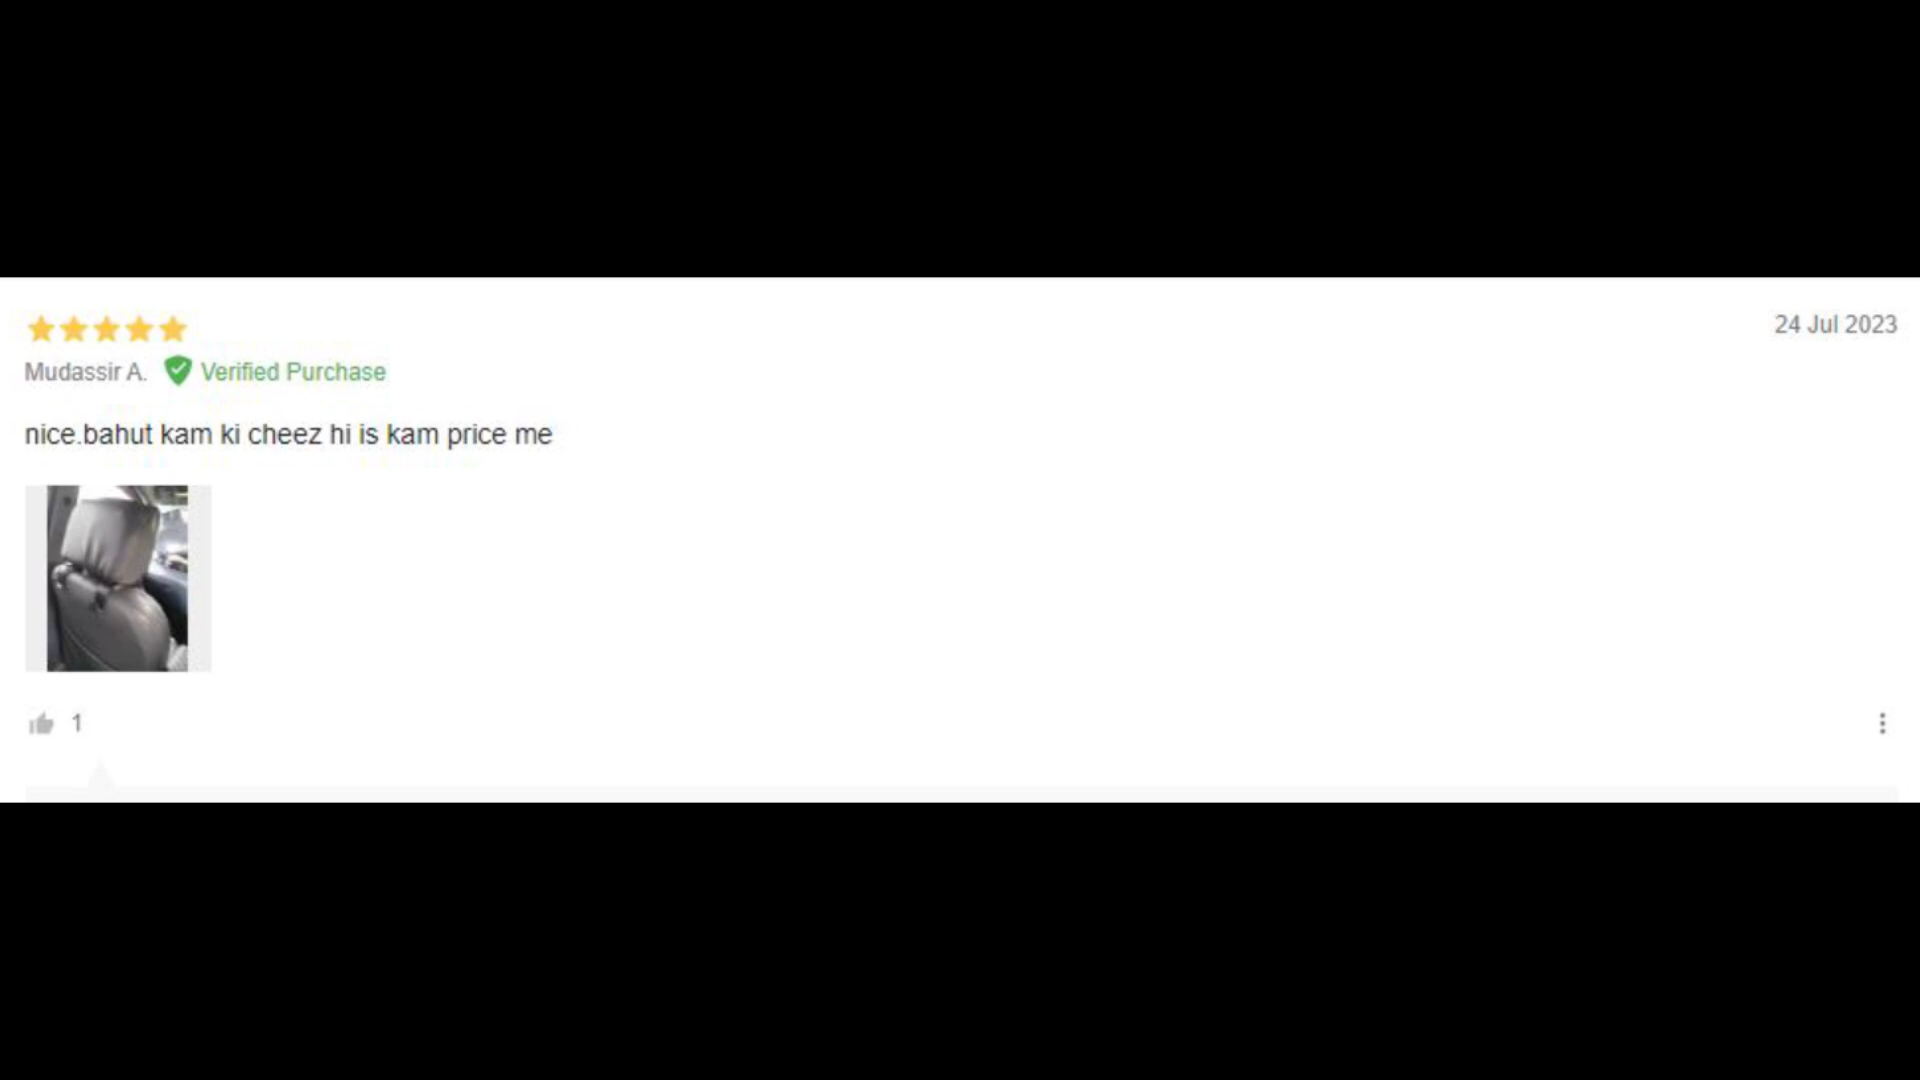 24 Jul 2023
Mudassir A. Verified Purchase
nice.bahut kam ki cheez hi is kam price me
1